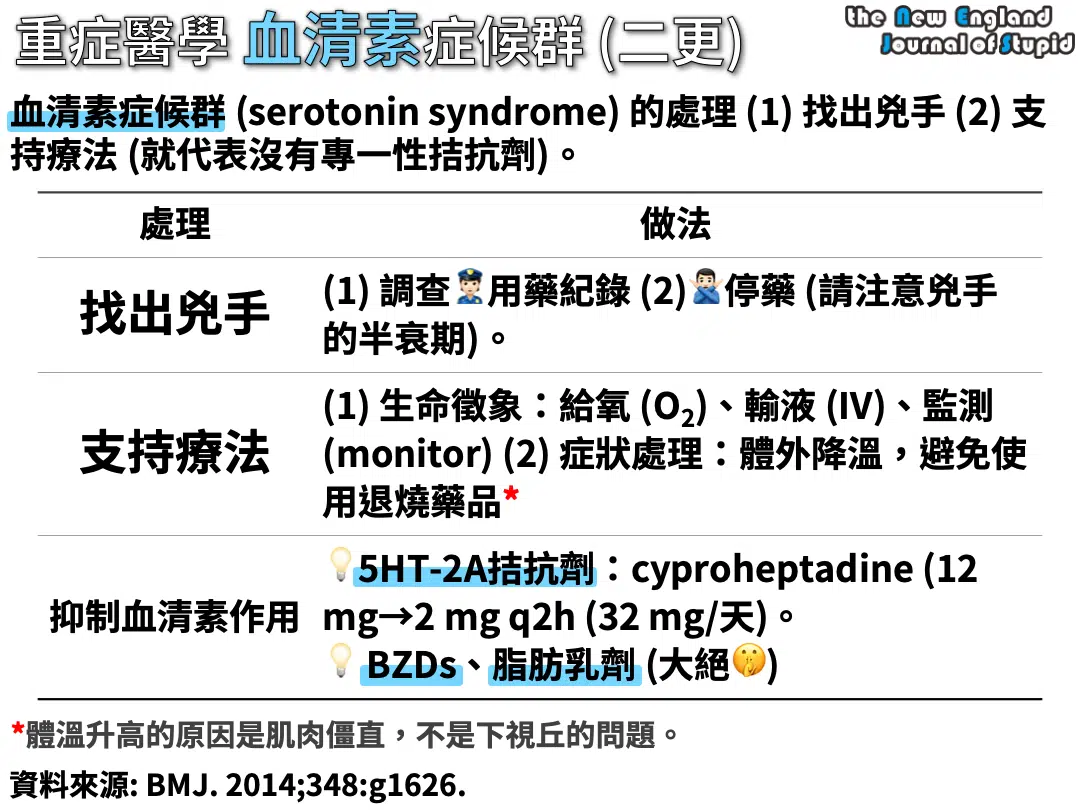 重症醫學 血清素症候群 (二更)
the New England
Journal of Stupid
血清素症候群 (serotonin syndrome) 的處理 (1) 找出兇手 (2) 支
持療法 (就代表沒有專一性拮抗劑)。
處理
做法
找出兇手
(1) 調查👮🏻用藥紀錄 (2)🙅🏻‍♂️停藥 (請注意兇手
的半衰期)。
支持療法
(1) 生命徵象：給氧 (O₂)、輸液 (IV)、監測
(monitor) (2) 症狀處理：體外降溫，避免使
用退燒藥品*
抑制血清素作用
💡5HT-2A拮抗劑：cyproheptadine (12
mg→2 mg q2h (32 mg/天)。
💡 BZDs、脂肪乳劑 (大絕🤫)
*體溫升高的原因是肌肉僵直，不是下視丘的問題。
資料來源: BMJ. 2014;348:g1626.